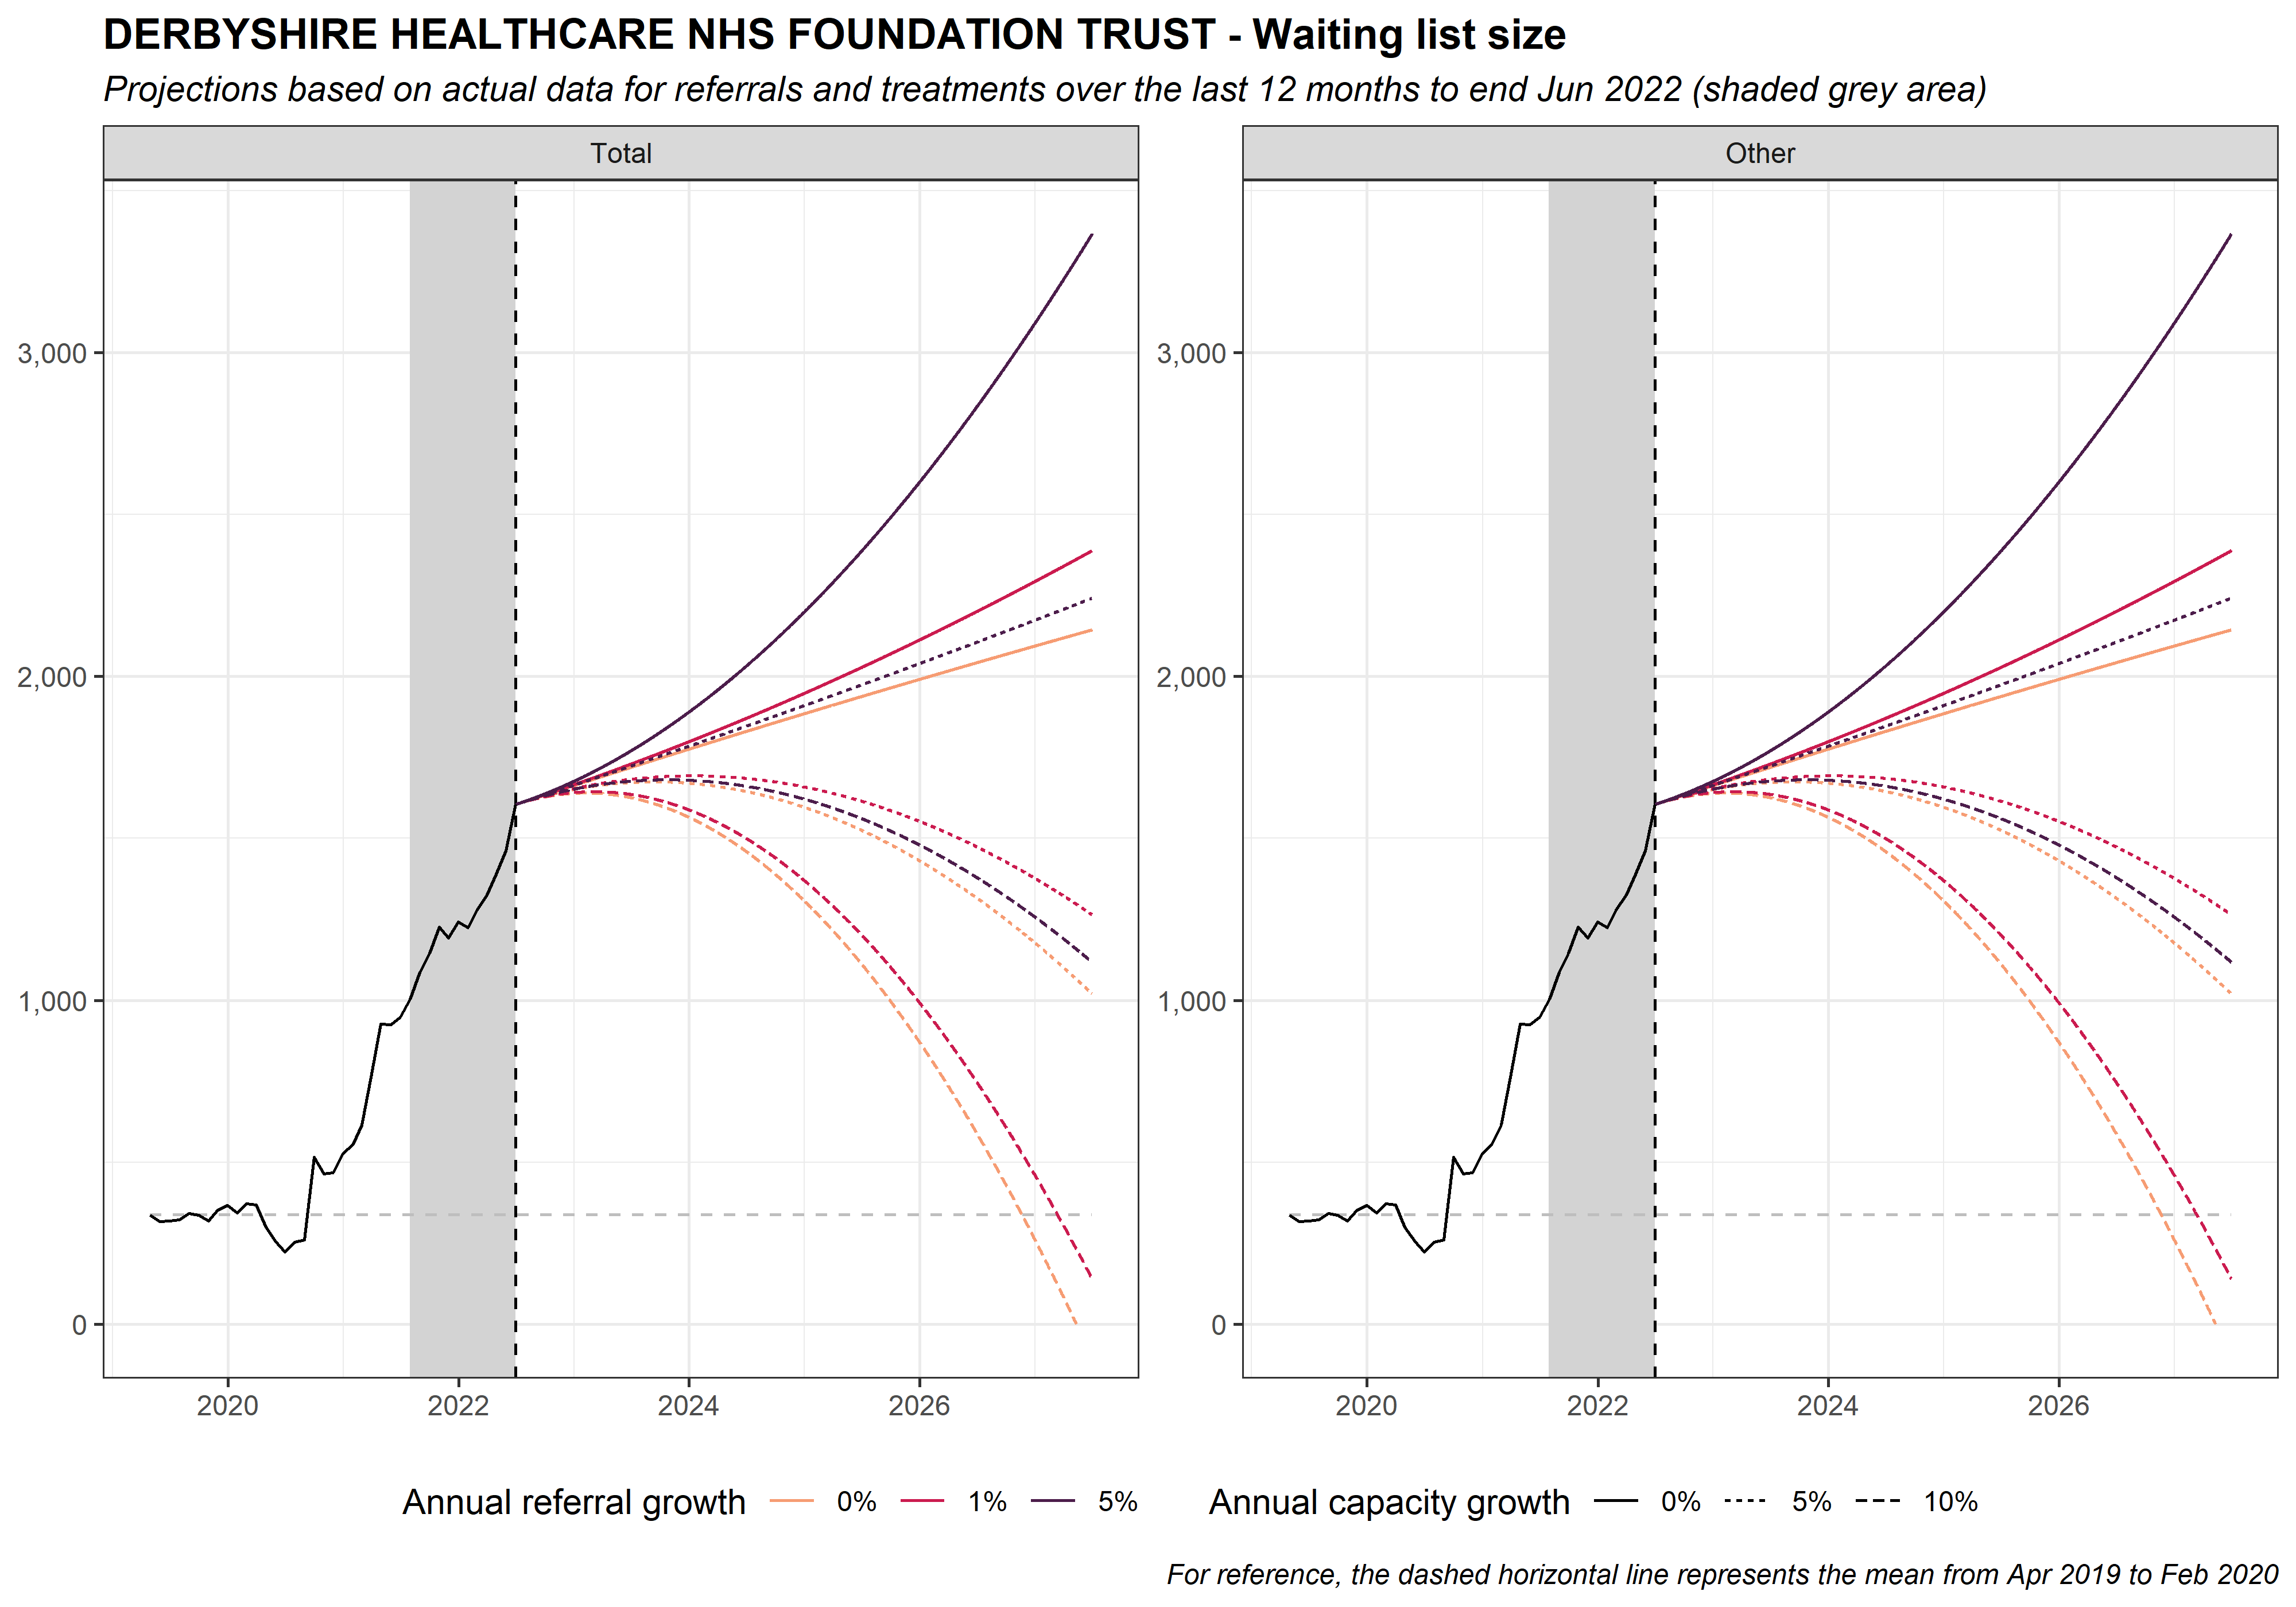 DERBYSHIRE HEALTHCARE NHS FOUNDATION TRUST - Waiting list size
Projections based on actual data for referrals and treatments over the last 12 months to end Jun 2022 (shaded grey area)
Total
Other
3,000
2,000
1,000
0
3,000
2,000
1,000
0
2020 2022 2024 2026
2020 2022 2024 2026
Annual referral growth 0% 1% 5%
Annual capacity growth 0% 5% 10%
For reference, the dashed horizontal line represents the mean from Apr 2019 to Feb 2020